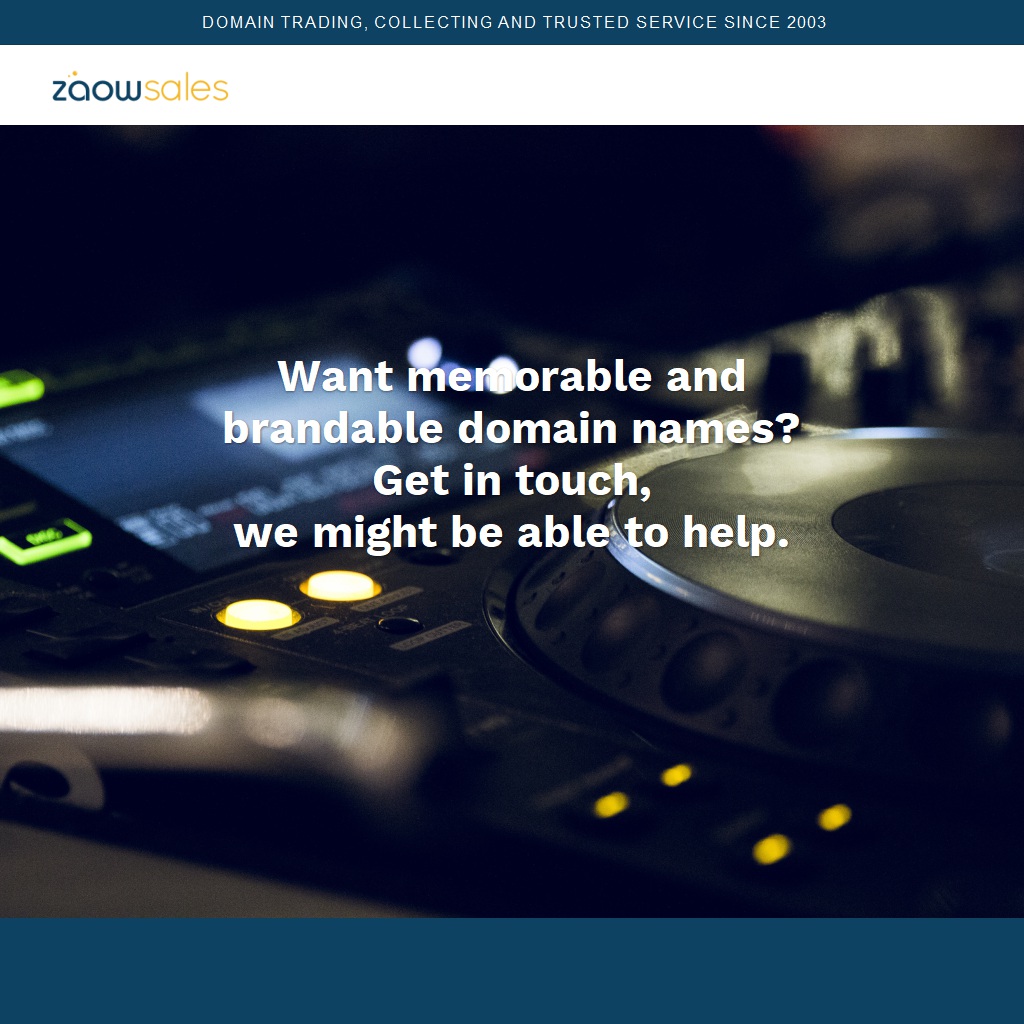 DOMAIN TRADING, COLLECTING AND TRUSTED SERVICE SINCE 2003
zaowsales
Want memorable and
brandable domain names?
Get in touch,
we might be able to help.